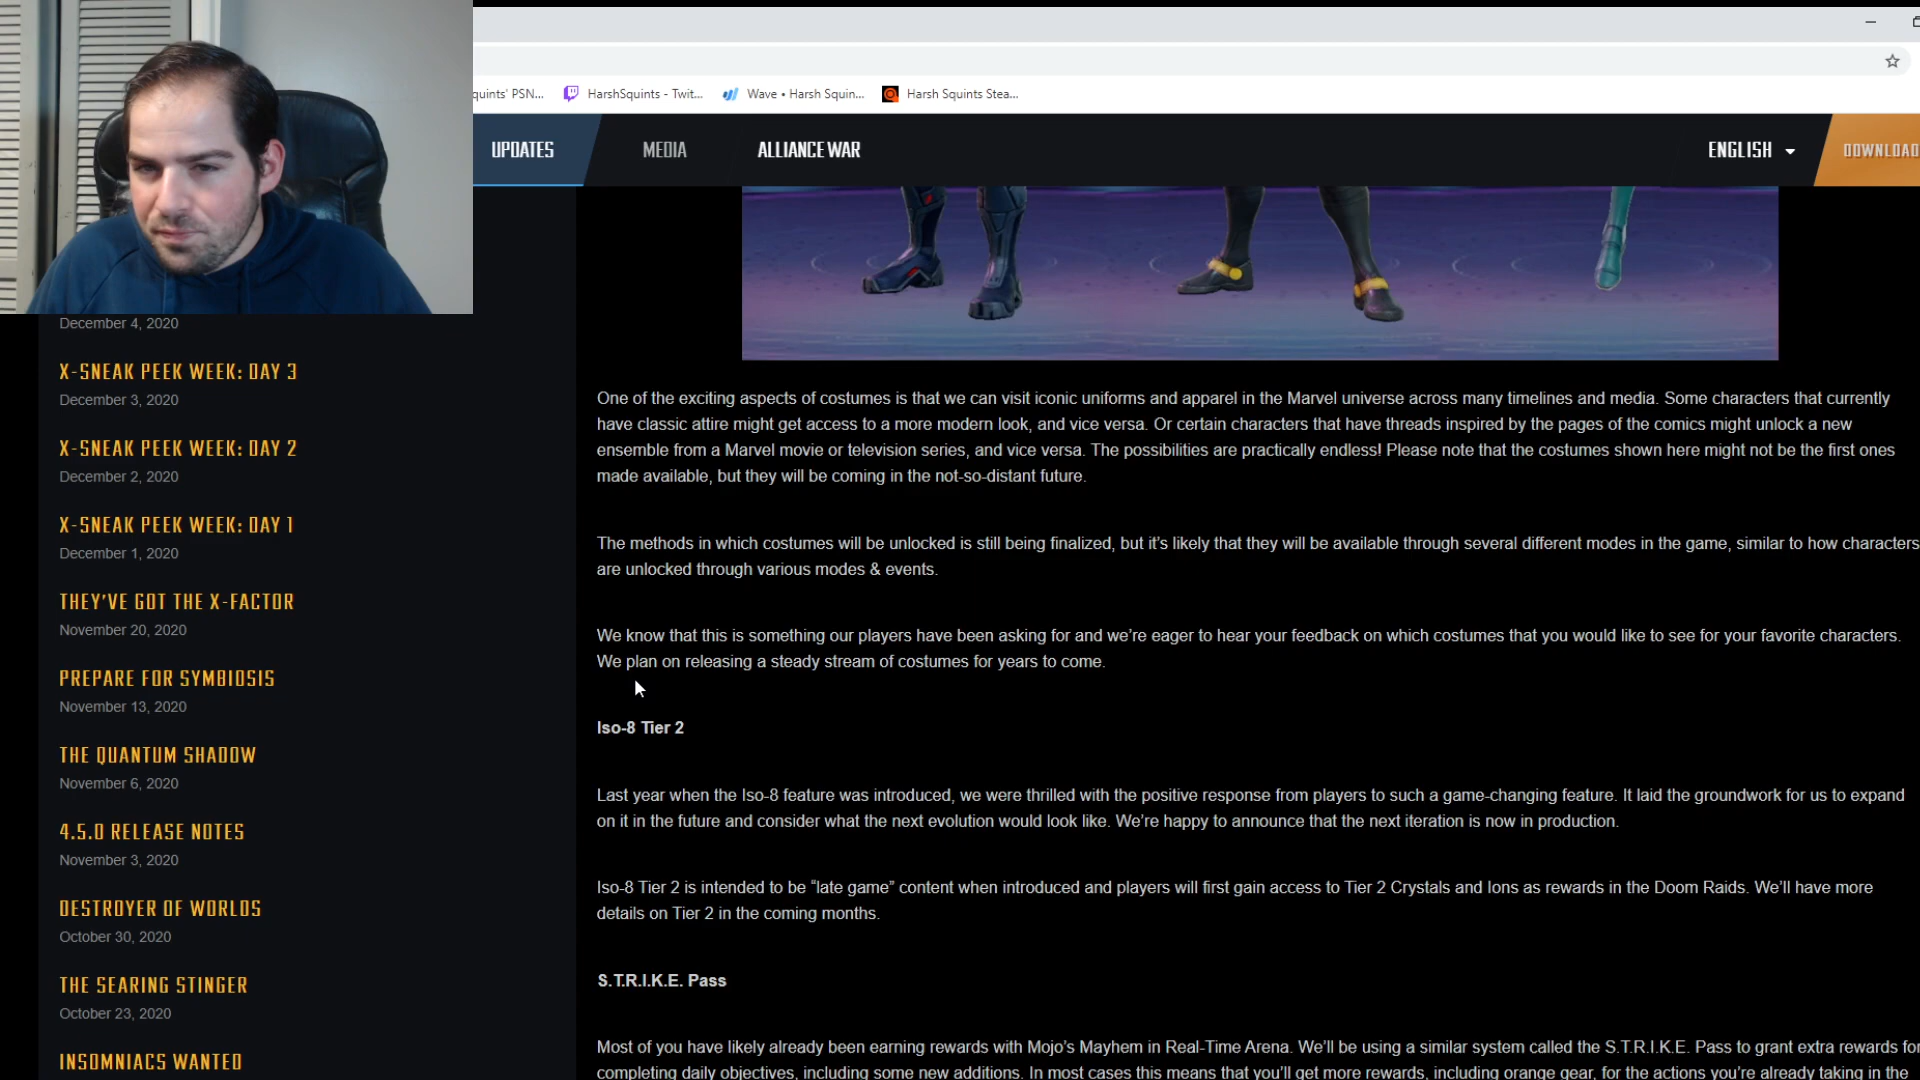 quints' PSN...
HarshSquints - Twit...
Wave • Harsh Squin...
Harsh Squints Stea...
UPDATES
MEDIA
ALLIANCE WAR
ENGLISH
DOWNLOAD
December 4, 2020
X-SNEAK PEEK WEEK: DAY 3
December 3, 2020
X-SNEAK PEEK WEEK: DAY 2
December 2, 2020
X-SNEAK PEEK WEEK: DAY 1
December 1, 2020
THEY'VE GOT THE X-FACTOR
November 20, 2020
PREPARE FOR SYMBIOSIS
November 13, 2020
THE QUANTUM SHADOW
November 6, 2020
4.5.0 RELEASE NOTES
November 3, 2020
DESTROYER OF WORLDS
October 30, 2020
THE SEARING STINGER
October 23, 2020
INSOMNIACS WANTED
One of the exciting aspects of costumes is that we can visit iconic uniforms and apparel in the Marvel universe across many timelines and media. Some characters that currently
have classic attire might get access to a more modern look, and vice versa. Or certain characters that have threads inspired by the pages of the comics might unlock a new
ensemble from a Marvel movie or television series, and vice versa. The possibilities are practically endless! Please note that the costumes shown here might not be the first ones
made available, but they will be coming in the not-so-distant future.
The methods in which costumes will be unlocked is still being finalized, but it's likely that they will be available through several different modes in the game, similar to how characters
are unlocked through various modes & events.
We know that this is something our players have been asking for and we're eager to hear your feedback on which costumes that you would like to see for your favorite characters.
We plan on releasing a steady stream of costumes for years to come.
Iso-8 Tier 2
Last year when the Iso-8 feature was introduced, we were thrilled with the positive response from players to such a game-changing feature. It laid the groundwork for us to expand
on it in the future and consider what the next evolution would look like. We're happy to announce that the next iteration is now in production.
Iso-8 Tier 2 is intended to be "late game" content when introduced and players will first gain access to Tier 2 Crystals and Ions as rewards in the Doom Raids. We'll have more
details on Tier 2 in the coming months.
S.T.R.I.K.E. Pass
Most of you have likely already been earning rewards with Mojo's Mayhem in Real-Time Arena. We'll be using a similar system called the S.T.R.I.K.E. Pass to grant extra rewards for
completing daily objectives, including some new additions. In most cases this means that you'll get more rewards, including orange gear, for the actions you're already taking in the